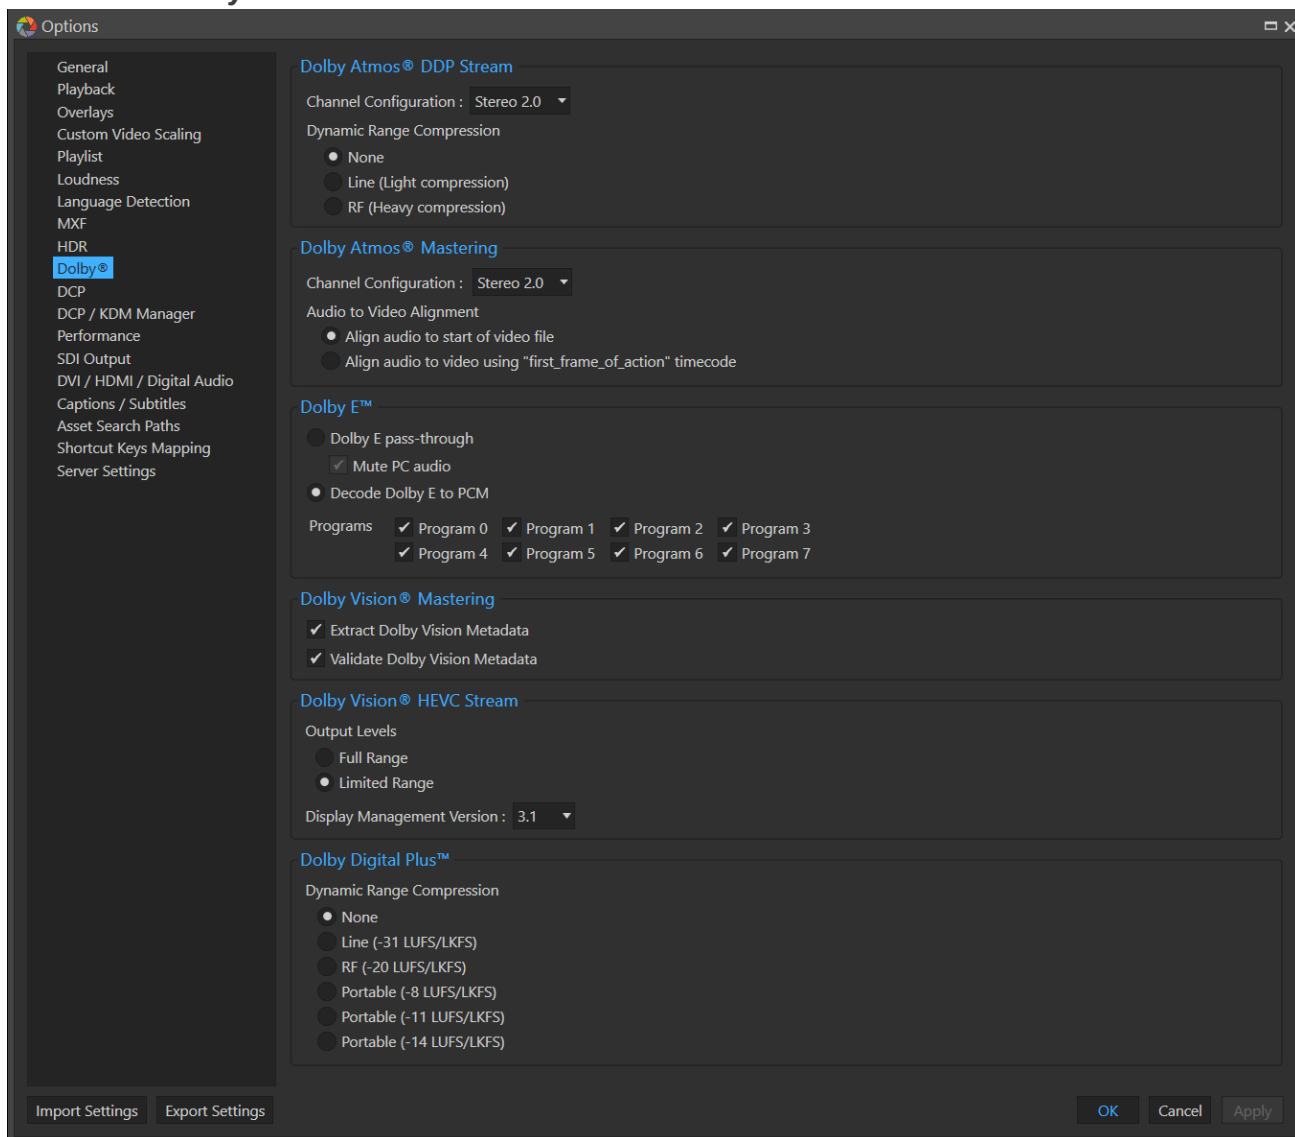 Options
General
Playback
Overlays
Custom Video Scaling
Playlist
Loudness
Language Detection
MXF
HDR
Dolby®
DCP
DCP / KDM Manager
Performance
SDI Output
DVI / HDMI / Digital Audio
Captions / Subtitles
Asset Search Paths
Shortcut Keys Mapping
Server Settings
Dolby Atmos® DDP Stream
Channel Configuration : Stereo 2.0
Dynamic Range Compression
None
Line (Light compression)
RF (Heavy compression)
Dolby Atmos® Mastering
Channel Configuration : Stereo 2.0
Audio to Video Alignment
Align audio to start of video file
Align audio to video using "first_frame_of_action" timecode
Dolby E™
Dolby E pass-through
Mute PC audio
Decode Dolby E to PCM
Programs Program 0 Program 1 Program 2 Program 3
Program 4 Program 5 Program 6 Program 7
Dolby Vision® Mastering
Extract Dolby Vision Metadata
Validate Dolby Vision Metadata
Dolby Vision® HEVC Stream
Output Levels
Full Range
Limited Range
Display Management Version : 3.1
Dolby Digital Plus™
Dynamic Range Compression
None
Line (-31 LUFS/LKFS)
RF (-20 LUFS/LKFS)
Portable (-8 LUFS/LKFS)
Portable (-11 LUFS/LKFS)
Portable (-14 LUFS/LKFS)
Import Settings Export Settings
OK Cancel Apply